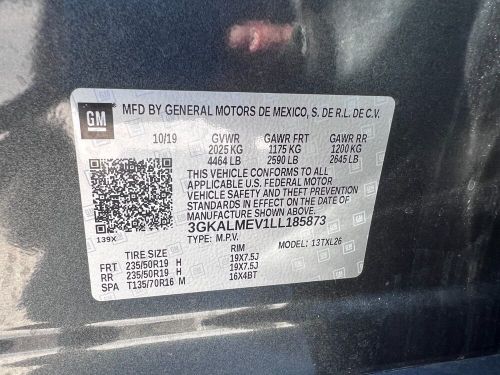 GM
MFD BY GENERAL MOTORS DE MEXICO, S. DE R.L. DE C.V.
10/19 GVWR GAWR FRT GAWR RR
2025 KG 1175 KG 1200 KG
4464 LB 2590 LB 2645 LB
THIS VEHICLE CONFORMS TO ALL
APPLICABLE U.S. FEDERAL MOTOR
VEHICLE SAFETY AND THEFT PREVENTION
STANDARDS IN EFFECT ON THE DATE OF
MANUFACTURE SHOWN ABOVE.
139X
3GKALMEV1LL185873
TYPE: M.P.V. MODEL: 13TXL26
TIRE SIZE RIM
FRT 235/50R19 H 19X7.5J
RR 235/50R19 H 19X7.5J
SPA T135/70R16 M 16X4BT